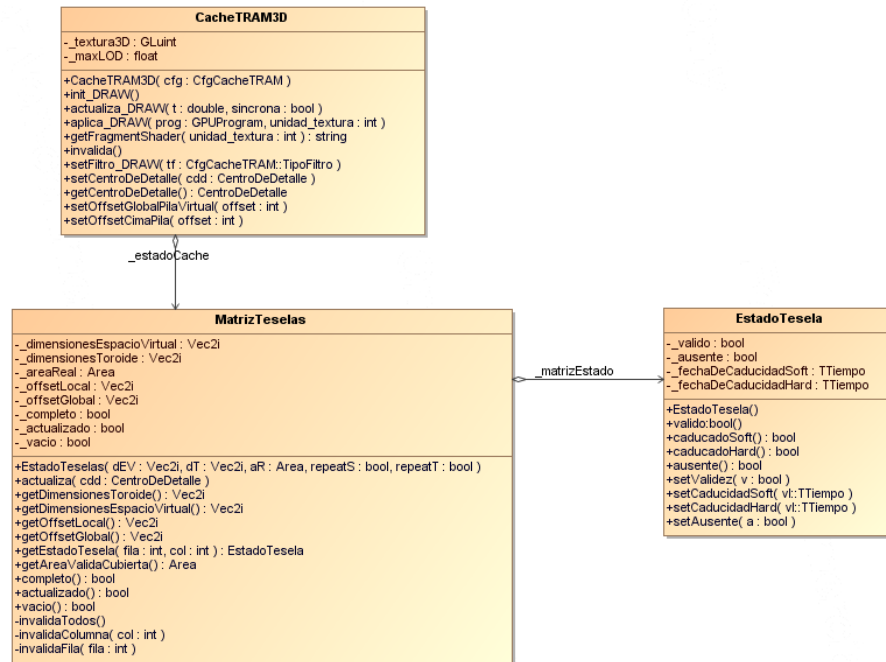 CacheTRAM3D
-_textura3D : GLuint
-_maxLOD : float
+CacheTRAM3D( cfg : CfgCacheTRAM )
+init_DRAW()
+actualiza_DRAW( t : double, sincrona : bool )
+aplica_DRAW( prog : GPUProgram, unidad_textura : int )
+getFragmentShader( unidad_textura : int ) : string
+invalida()
+setFiltro_DRAW( tf : CfgCacheTRAM::TipoFiltro )
+setCentroDeDetalle( cdd : CentroDeDetalle )
+getCentroDeDetalle() : CentroDeDetalle
+setOffsetGlobalPilaVirtual( offset : int )
+setOffsetCimaPila( offset : int )
_estadoCache
MatrizTeselas
-_dimensionesEspacioVirtual : Vec2i
-_dimensionesToroide : Vec2i
-_areaReal : Area
-_offsetLocal : Vec2i
-_offsetGlobal : Vec2i
-_completo : bool
-_actualizado : bool
-_vacio : bool
+EstadoTeselas( dEV : Vec2i, dT : Vec2i, aR : Area, repeatS : bool, repeatT : bool )
+actualiza( cdd : CentroDeDetalle )
+getDimensionesToroide() : Vec2i
+getDimensionesEspacioVirtual() : Vec2i
+getOffsetLocal() : Vec2i
+getOffsetGlobal() : Vec2i
+getEstadoTesela( fila : int, col : int ) : EstadoTesela
+getAreaValidaCubierta() : Area
+completo() : bool
+actualizado() : bool
+vacio() : bool
-invalidaTodos()
-invalidaColumna( col : int )
-invalidaFila( fila : int )
_matrizEstado
EstadoTesela
-_valido : bool
-_ausente : bool
-_fechaDeCaducidadSoft : TTiempo
-_fechaDeCaducidadHard : TTiempo
+EstadoTesela()
+valido:bool()
+caducadoSoft() : bool
+caducadoHard() : bool
+ausente() : bool
+setValidez( v : bool )
+setCaducidadSoft( vl::TTiempo )
+setCaducidadHard( vl::TTiempo )
+setAusente( a : bool )